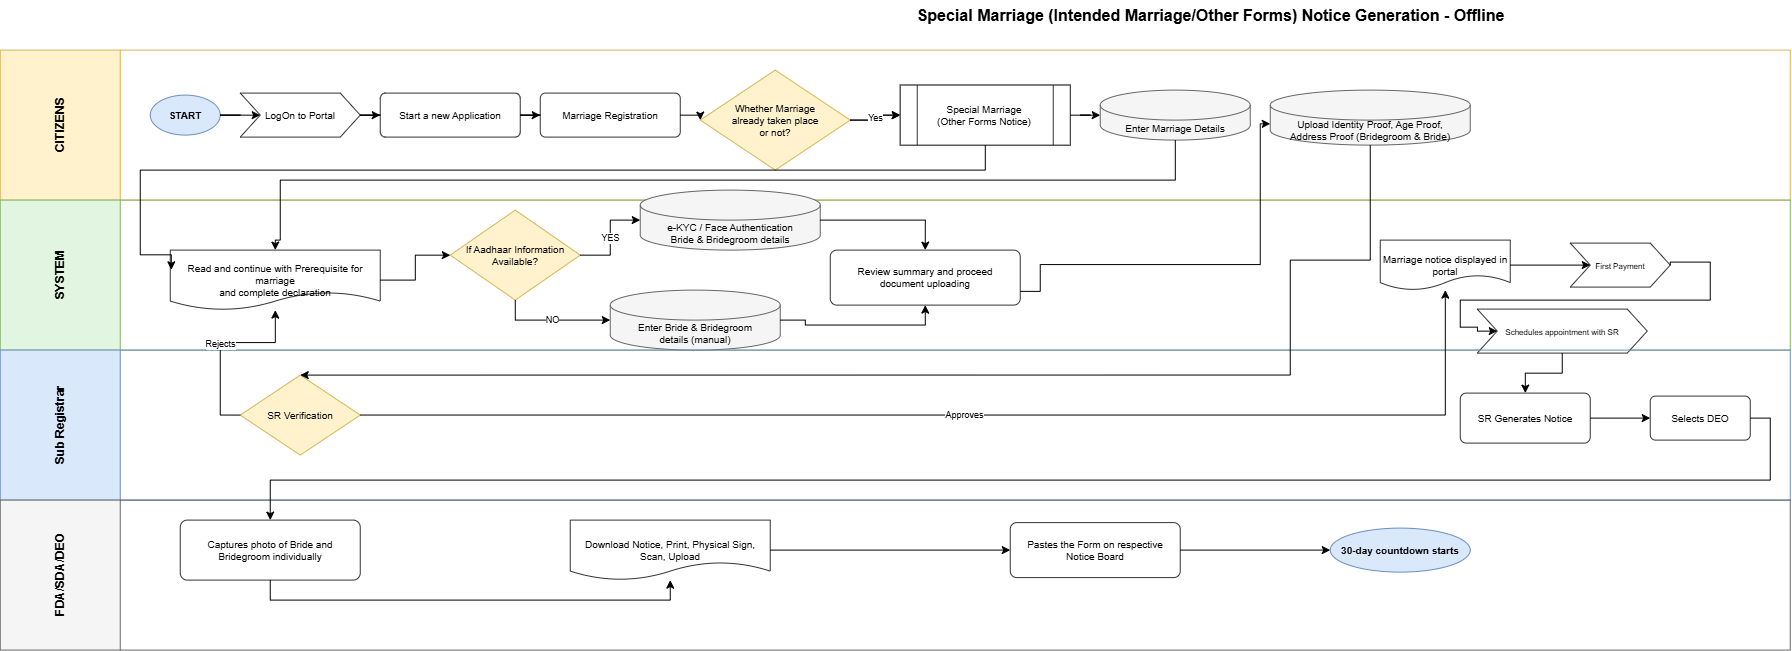 Special Marriage (Intended Marriage/Other Forms) Notice Generation - Offline
CITIZENS
START
LogOn to Portal
Start a new Application
Marriage Registration
Whether Marriage
already taken place
or not?
Yes
Special Marriage
(Other Forms Notice)
Enter Marriage Details
Upload Identity Proof, Age Proof,
Address Proof (Bridegroom & Bride)
SYSTEM
Read and continue with Prerequisite for
marriage
and complete declaration
If Aadhaar Information
Available?
YES
e-KYC / Face Authentication
Bride & Bridegroom details
NO
Enter Bride & Bridegroom
details (manual)
Review summary and proceed
document uploading
Marriage notice displayed in
portal
First Payment
Schedules appointment with SR
Rejects
Sub Registrar
SR Verification
Approves
SR Generates Notice
Selects DEO
FDA/SDA/DEO
Captures photo of Bride and
Bridegroom individually
Download Notice, Print, Physical Sign,
Scan, Upload
Pastes the Form on respective
Notice Board
30-day countdown starts